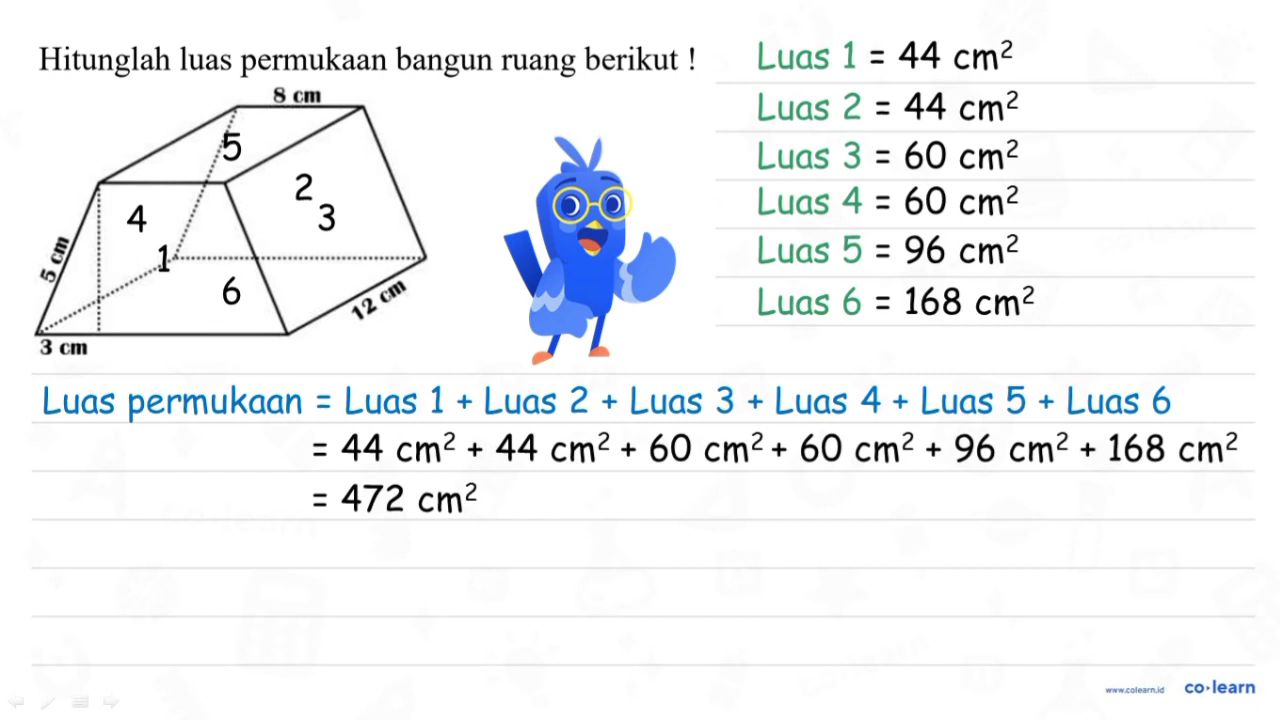 Hitunglah luas permukaan bangun ruang berikut !
8 cm
5
2
3
4
1
6
5 cm
12 cm
3 cm
Luas 1 = 44 cm²
Luas 2 = 44 cm²
Luas 3 = 60 cm²
Luas 4 = 60 cm²
Luas 5 = 96 cm²
Luas 6 = 168 cm²
Luas permukaan = Luas 1 + Luas 2 + Luas 3 + Luas 4 + Luas 5 + Luas 6
= 44 cm² + 44 cm² + 60 cm² + 60 cm² + 96 cm² + 168 cm²
= 472 cm²
www.colearn.id
co·learn